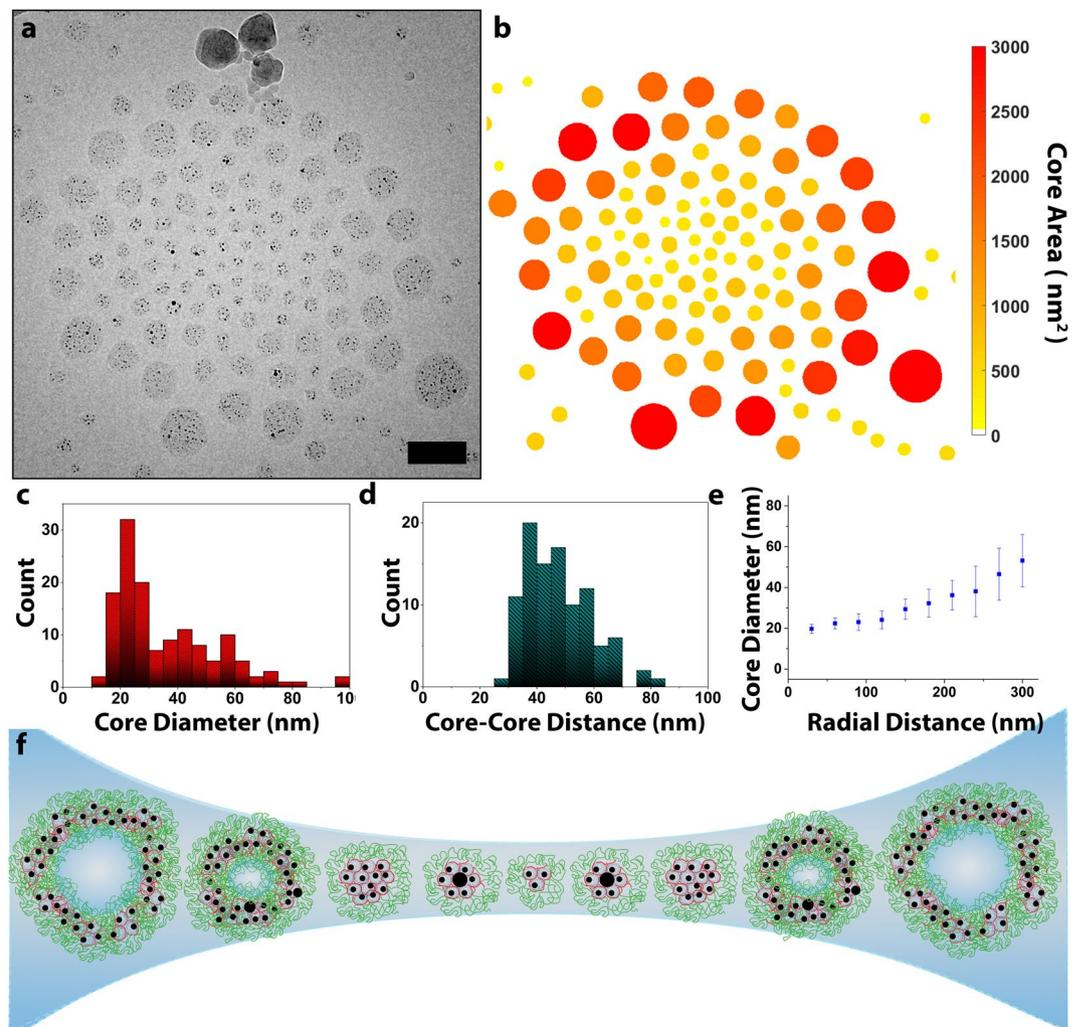 a
b
3000
2500
2000
1500
1000
500
0
Core Area ( nm²)
c
30
20
10
0
Count
0 20 40 60 80 10
Core Diameter (nm)
d
20
10
0
Count
0 20 40 60 80 100
Core-Core Distance (nm)
e
80
60
40
20
0
Core Diameter (nm)
0 100 200 300
Radial Distance (nm)
f